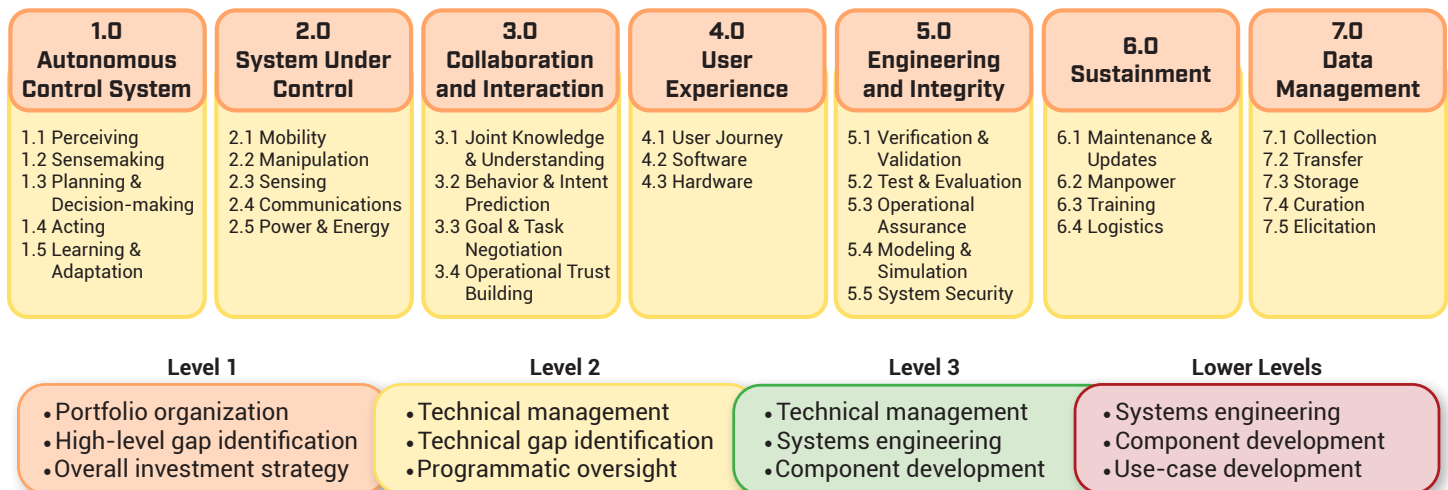 1.0
Autonomous
Control System
1.1 Perceiving
1.2 Sensemaking
1.3 Planning &
Decision-making
1.4 Acting
1.5 Learning &
Adaptation
2.0
System Under
Control
2.1 Mobility
2.2 Manipulation
2.3 Sensing
2.4 Communications
2.5 Power & Energy
3.0
Collaboration
and Interaction
3.1 Joint Knowledge
& Understanding
3.2 Behavior & Intent
Prediction
3.3 Goal & Task
Negotiation
3.4 Operational Trust
Building
4.0
User
Experience
4.1 User Journey
4.2 Software
4.3 Hardware
5.0
Engineering
and Integrity
5.1 Verification &
Validation
5.2 Test & Evaluation
5.3 Operational
Assurance
5.4 Modeling &
Simulation
5.5 System Security
6.0
Sustainment
6.1 Maintenance &
Updates
6.2 Manpower
6.3 Training
6.4 Logistics
7.0
Data
Management
7.1 Collection
7.2 Transfer
7.3 Storage
7.4 Curation
7.5 Elicitation
Level 1
• Portfolio organization
• High-level gap identification
• Overall investment strategy
Level 2
• Technical management
• Technical gap identification
• Programmatic oversight
Level 3
• Technical management
• Systems engineering
• Component development
Lower Levels
• Systems engineering
• Component development
• Use-case development